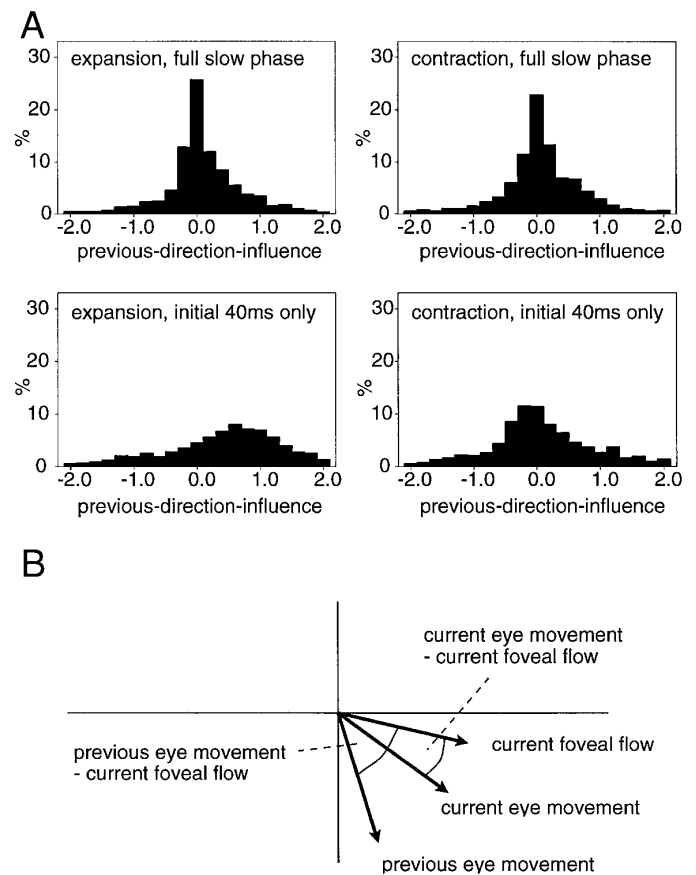 A
expansion, full slow phase
30
20
10
0
%
-2.0 -1.0 0.0 1.0 2.0
previous-direction-influence
contraction, full slow phase
30
20
10
0
%
-2.0 -1.0 0.0 1.0 2.0
previous-direction-influence
expansion, initial 40ms only
30
20
10
0
%
-2.0 -1.0 0.0 1.0 2.0
previous-direction-influence
contraction, initial 40ms only
30
20
10
0
%
-2.0 -1.0 0.0 1.0 2.0
previous-direction-influence
B
current eye movement
- current foveal flow
previous eye movement
- current foveal flow
current foveal flow
current eye movement
previous eye movement